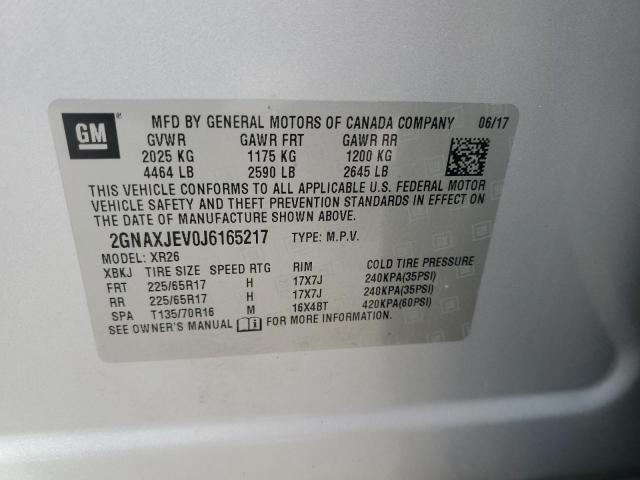 GM ® MFD BY GENERAL MOTORS OF CANADA COMPANY 06/17
GVWR GAWR FRT GAWR RR
2025 KG 1175 KG 1200 KG
4464 LB 2590 LB 2645 LB
THIS VEHICLE CONFORMS TO ALL APPLICABLE U.S. FEDERAL MOTOR
VEHICLE SAFETY AND THEFT PREVENTION STANDARDS IN EFFECT ON
THE DATE OF MANUFACTURE SHOWN ABOVE.
2GNAXJEV0J6165217 TYPE: M.P.V.
MODEL: XR26
XBKJ TIRE SIZE SPEED RTG RIM COLD TIRE PRESSURE
FRT 225/65R17 H 17X7J 240KPA(35PSI)
RR 225/65R17 H 17X7J 240KPA(35PSI)
SPA T135/70R16 M 16X4BT 420KPA(60PSI)
SEE OWNER'S MANUAL FOR MORE INFORMATION.